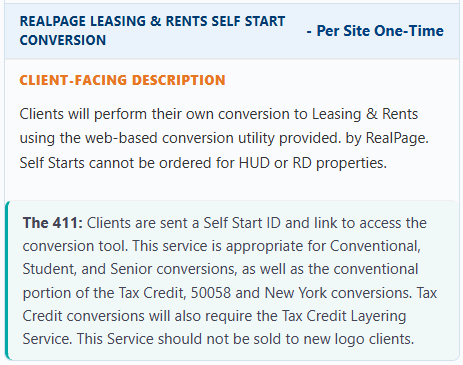 REALPAGE LEASING & RENTS SELF START
CONVERSION
- Per Site One-Time
CLIENT-FACING DESCRIPTION
Clients will perform their own conversion to Leasing & Rents
using the web-based conversion utility provided. by RealPage.
Self Starts cannot be ordered for HUD or RD properties.
The 411: Clients are sent a Self Start ID and link to access the
conversion tool. This service is appropriate for Conventional,
Student, and Senior conversions, as well as the conventional
portion of the Tax Credit, 50058 and New York conversions. Tax
Credit conversions will also require the Tax Credit Layering
Service. This Service should not be sold to new logo clients.